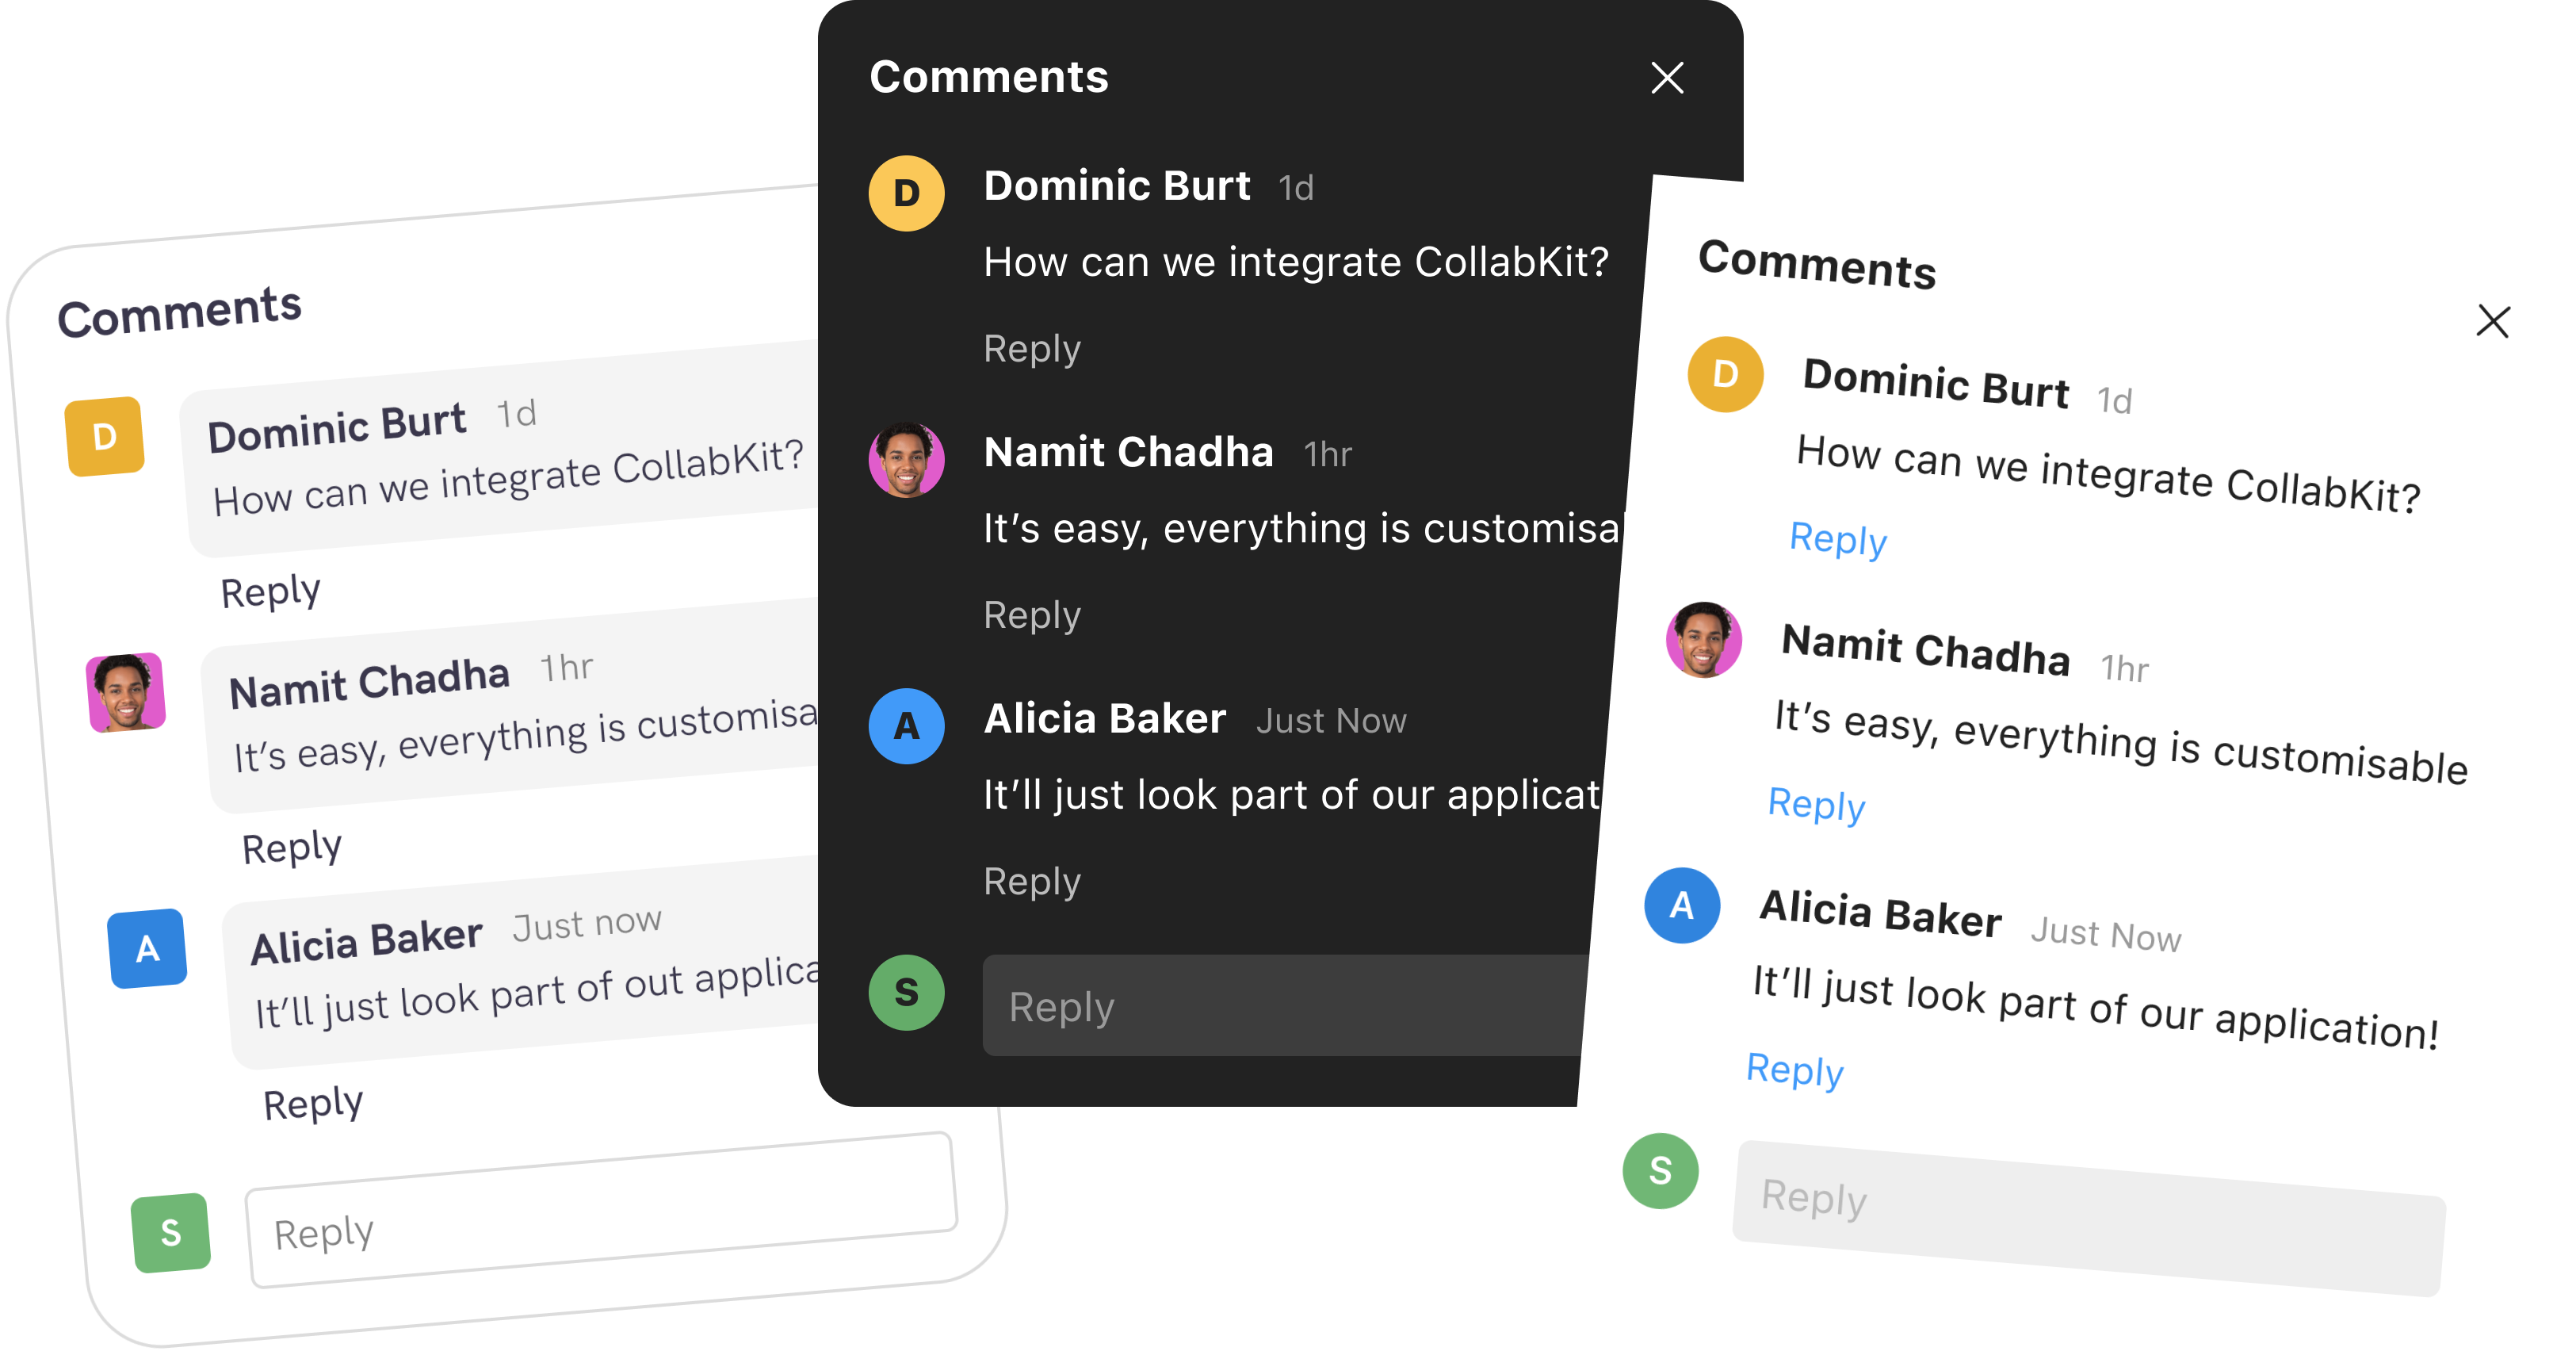 Comments
D
Dominic Burt 1d
How can we integrate CollabKit?
Reply
Namit Chadha 1hr
It’s easy, everything is customisa
Reply
A
Alicia Baker Just now
It’ll just look part of out applica
Reply
S
Reply
Comments
D
Dominic Burt 1d
How can we integrate CollabKit?
Reply
Namit Chadha 1hr
It’s easy, everything is customisa
Reply
A
Alicia Baker Just Now
It’ll just look part of our applicat
Reply
S
Reply
Comments
D
Dominic Burt 1d
How can we integrate CollabKit?
Reply
Namit Chadha 1hr
It’s easy, everything is customisable
Reply
A
Alicia Baker Just Now
It’ll just look part of our application!
Reply
S
Reply